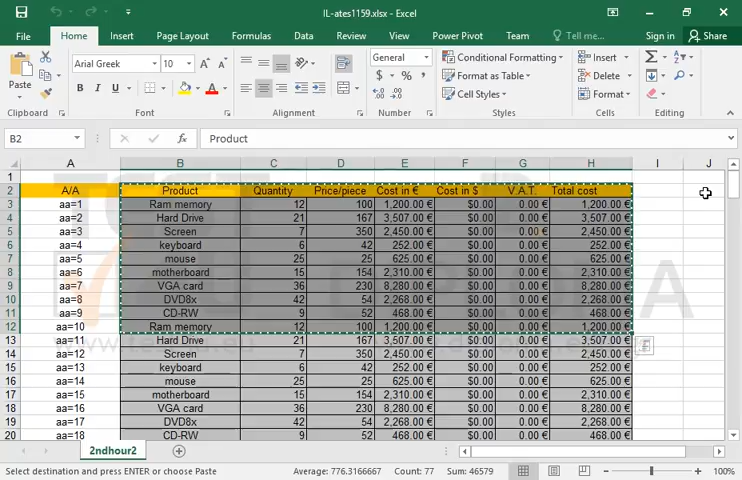 IL-ates1159.xlsx - Excel
File Home Insert Page Layout Formulas Data Review View Power Pivot Team Tell me... Sign in Share
Arial Greek 10 General Conditional Formatting Insert
Paste B I U A $ % , Format as Table Delete
Cell Styles Format
Clipboard Font Alignment Number Styles Cells Editing
B2 fx Product
A B C D E F G H I J
1
2 A/A Product Quantity Price/piece Cost in € Cost in $ V.A.T. Total cost
3 aa=1 Ram memory 12 100 1,200.00 € $0.00 0.00 € 1,200.00 €
4 aa=2 Hard Drive 21 167 3,507.00 € $0.00 0.00 € 3,507.00 €
5 aa=3 Screen 7 350 2,450.00 € $0.00 0.00 € 2,450.00 €
6 aa=4 keyboard 6 42 252.00 € $0.00 0.00 € 252.00 €
7 aa=5 mouse 25 25 625.00 € $0.00 0.00 € 625.00 €
8 aa=6 motherboard 15 154 2,310.00 € $0.00 0.00 € 2,310.00 €
9 aa=7 VGA card 36 230 8,280.00 € $0.00 0.00 € 8,280.00 €
10 aa=8 DVD8x 42 54 2,268.00 € $0.00 0.00 € 2,268.00 €
11 aa=9 CD-RW 9 52 468.00 € $0.00 0.00 € 468.00 €
12 aa=10 Ram memory 12 100 1,200.00 € $0.00 0.00 € 1,200.00 €
13 aa=11 Hard Drive 21 167 3,507.00 € $0.00 0.00 € 3,507.00 €
14 aa=12 Screen 7 350 2,450.00 € $0.00 0.00 € 2,450.00 €
15 aa=13 keyboard 6 42 252.00 € $0.00 0.00 € 252.00 €
16 aa=14 mouse 25 25 625.00 € $0.00 0.00 € 625.00 €
17 aa=15 motherboard 15 154 2,310.00 € $0.00 0.00 € 2,310.00 €
18 aa=16 VGA card 36 230 8,280.00 € $0.00 0.00 € 8,280.00 €
19 aa=17 DVD8x 42 54 2,268.00 € $0.00 0.00 € 2,268.00 €
20 aa=18 CD-RW 9 52 468.00 € $0.00 0.00 € 468.00 €
2ndhour2
Select destination and press ENTER or choose Paste Average: 776.3166667 Count: 77 Sum: 46579 100%